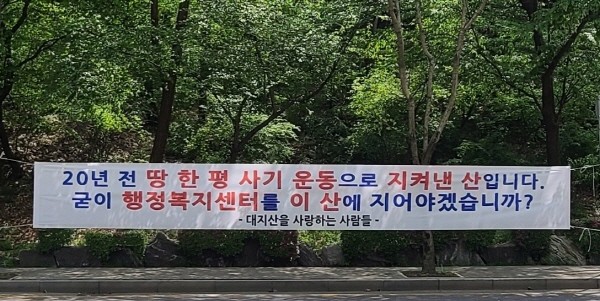 20년 전 땅 한 평 사기 운동으로 지켜낸 산입니다.
굳이 행정복지센터를 이 산에 지어야겠습니까?
- 대지산을 사랑하는 사람들 -